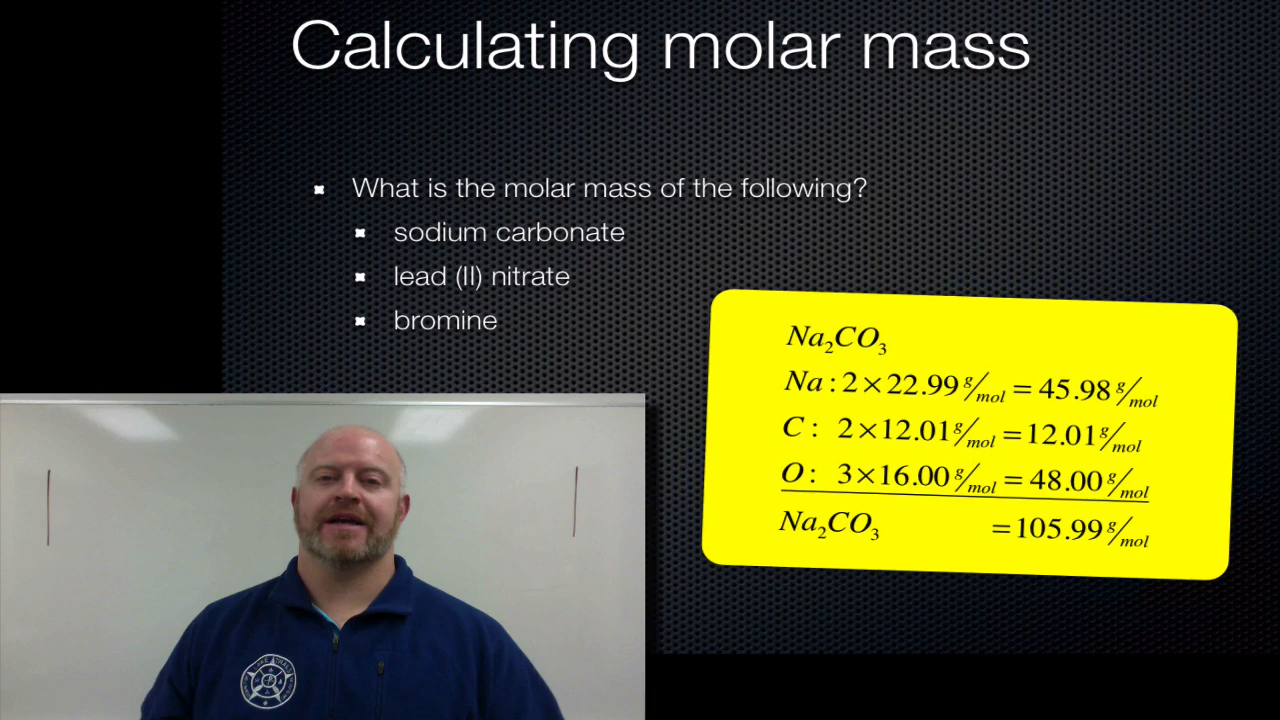 Calculating molar mass
What is the molar mass of the following?
sodium carbonate
lead (II) nitrate
bromine
Na₂CO₃
Na : 2 × 22.99 g/mol = 45.98 g/mol
C : 2 × 12.01 g/mol = 12.01 g/mol
O : 3 × 16.00 g/mol = 48.00 g/mol
Na₂CO₃ = 105.99 g/mol